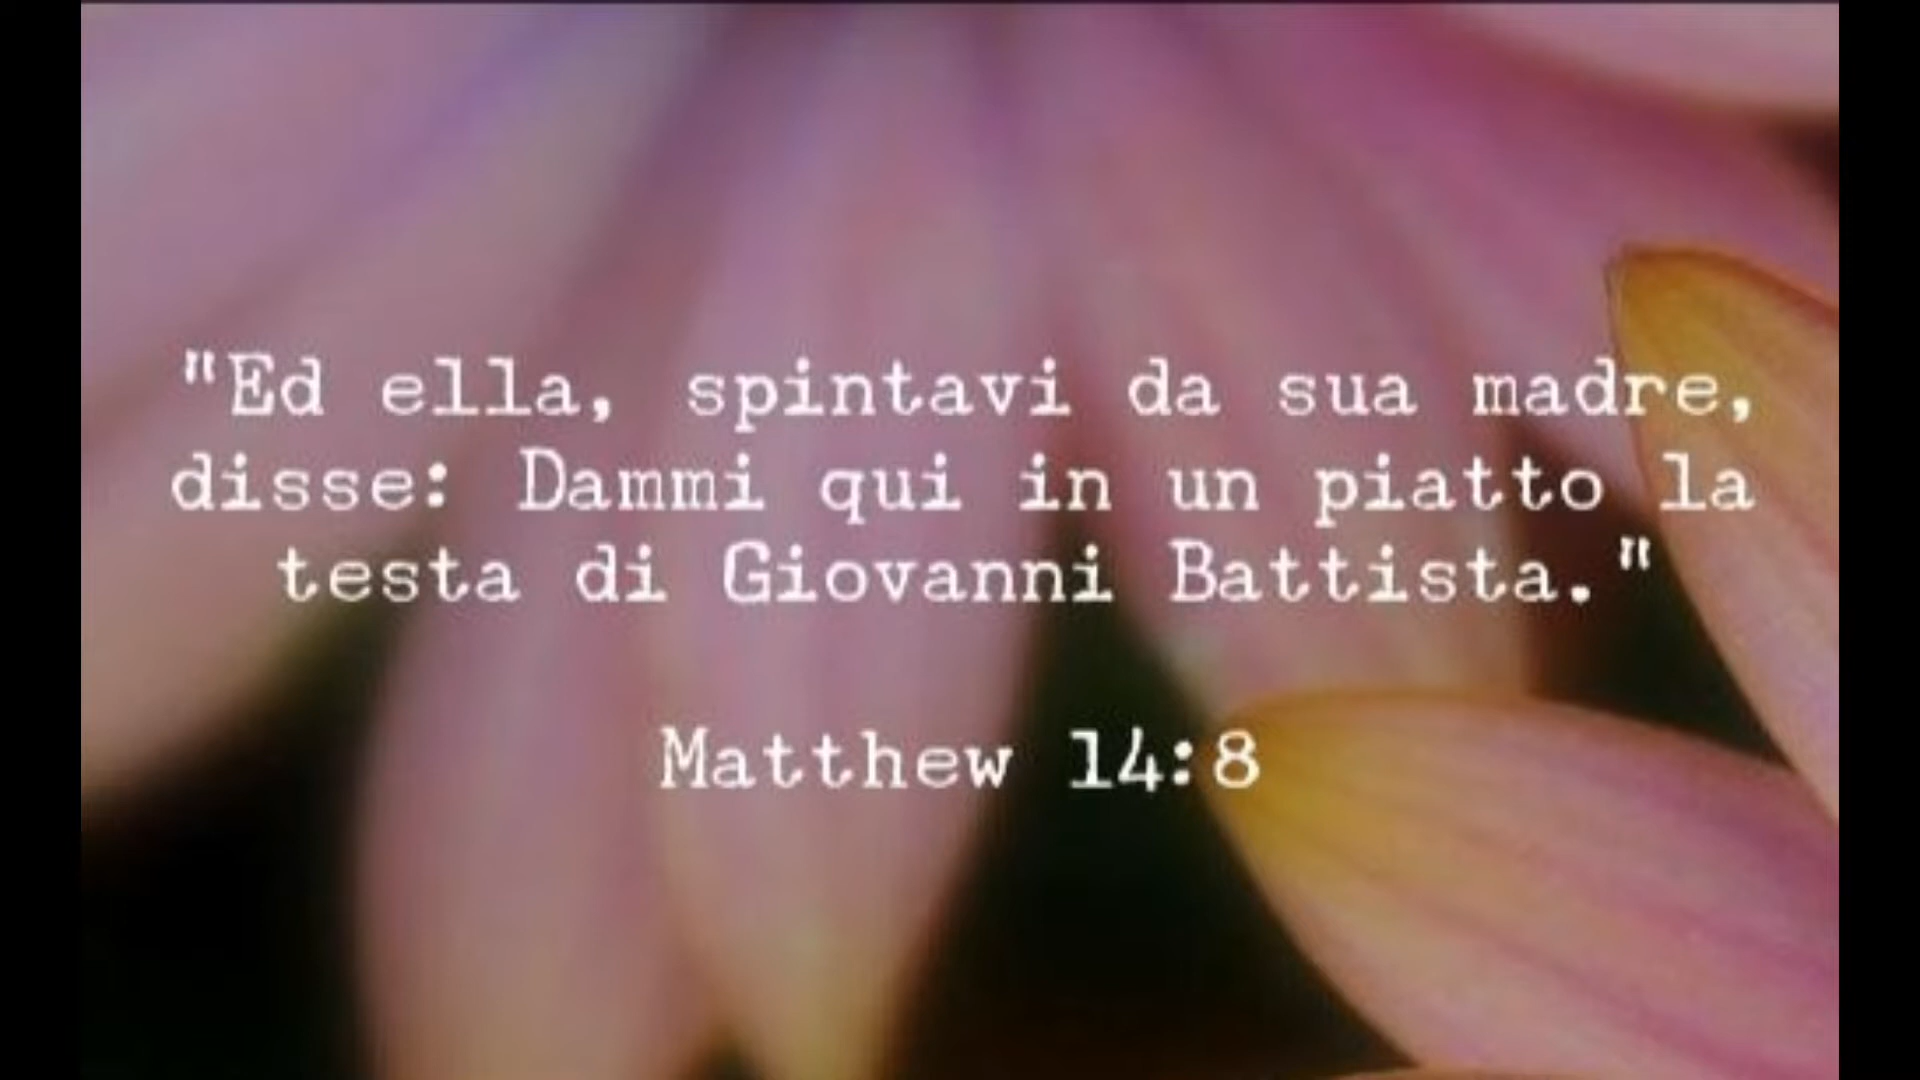 "Ed ella, spintavi da sua madre,
disse: Dammi qui in un piatto la
testa di Giovanni Battista."
Matthew 14:8